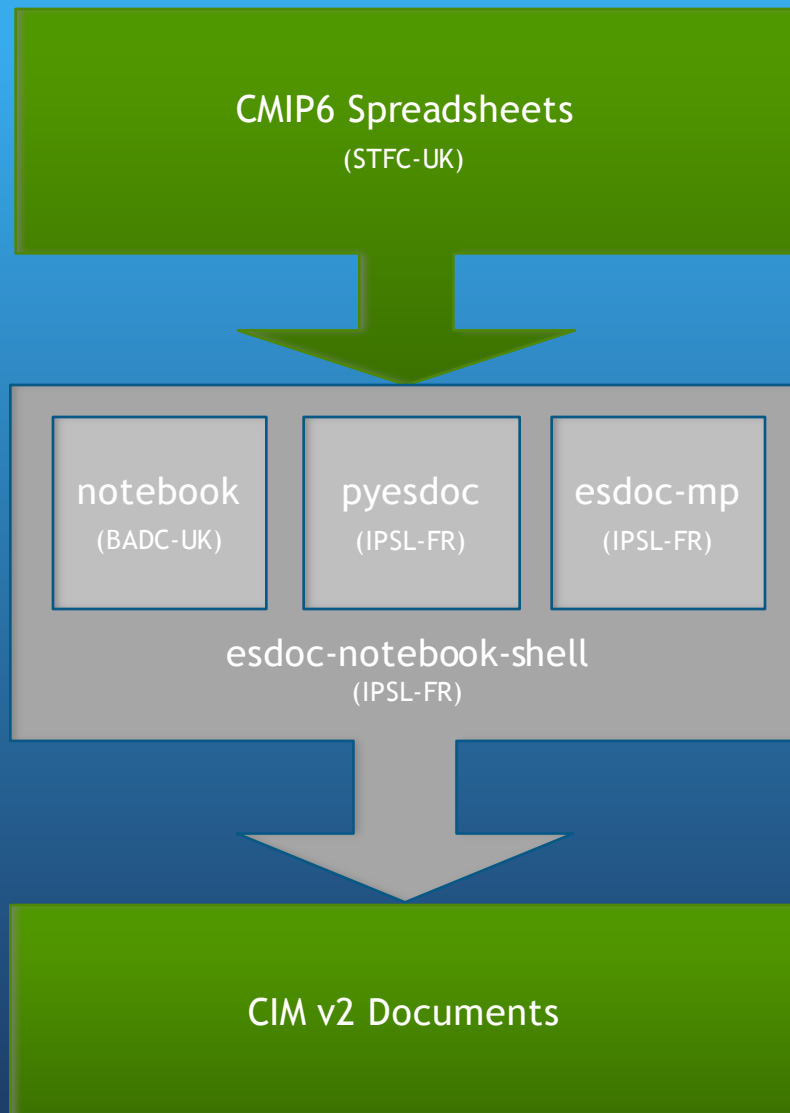 CMIP6 Spreadsheets
(STFC-UK)
notebook
(BADC-UK)
pyesdoc
(IPSL-FR)
esdoc-mp
(IPSL-FR)
esdoc-notebook-shell
(IPSL-FR)
CIM v2 Documents